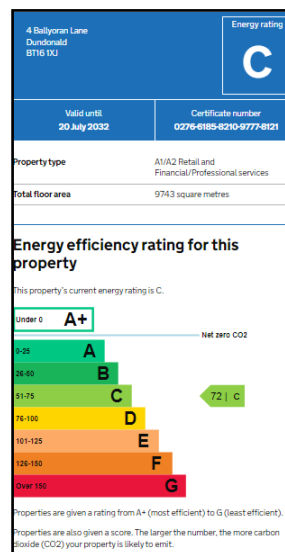 4 Ballyoran Lane
Dundonald
BT16 1XJ
Energy rating
C
Valid until
20 July 2032
Certificate number
0276-6185-8210-9777-8121
Property type
A1/A2 Retail and
Financial/Professional services
Total floor area
9743 square metres
Energy efficiency rating for this
property
This property's current energy rating is C.
Under 0 A+
Net zero CO2
0-25 A
26-50 B
51-75 C
72 | C
76-100 D
101-125 E
126-150 F
Over 150 G
Properties are given a rating from A+ (most efficient) to G (least efficient).
Properties are also given a score. The larger the number, the more carbon
dioxide (CO2) your property is likely to emit.